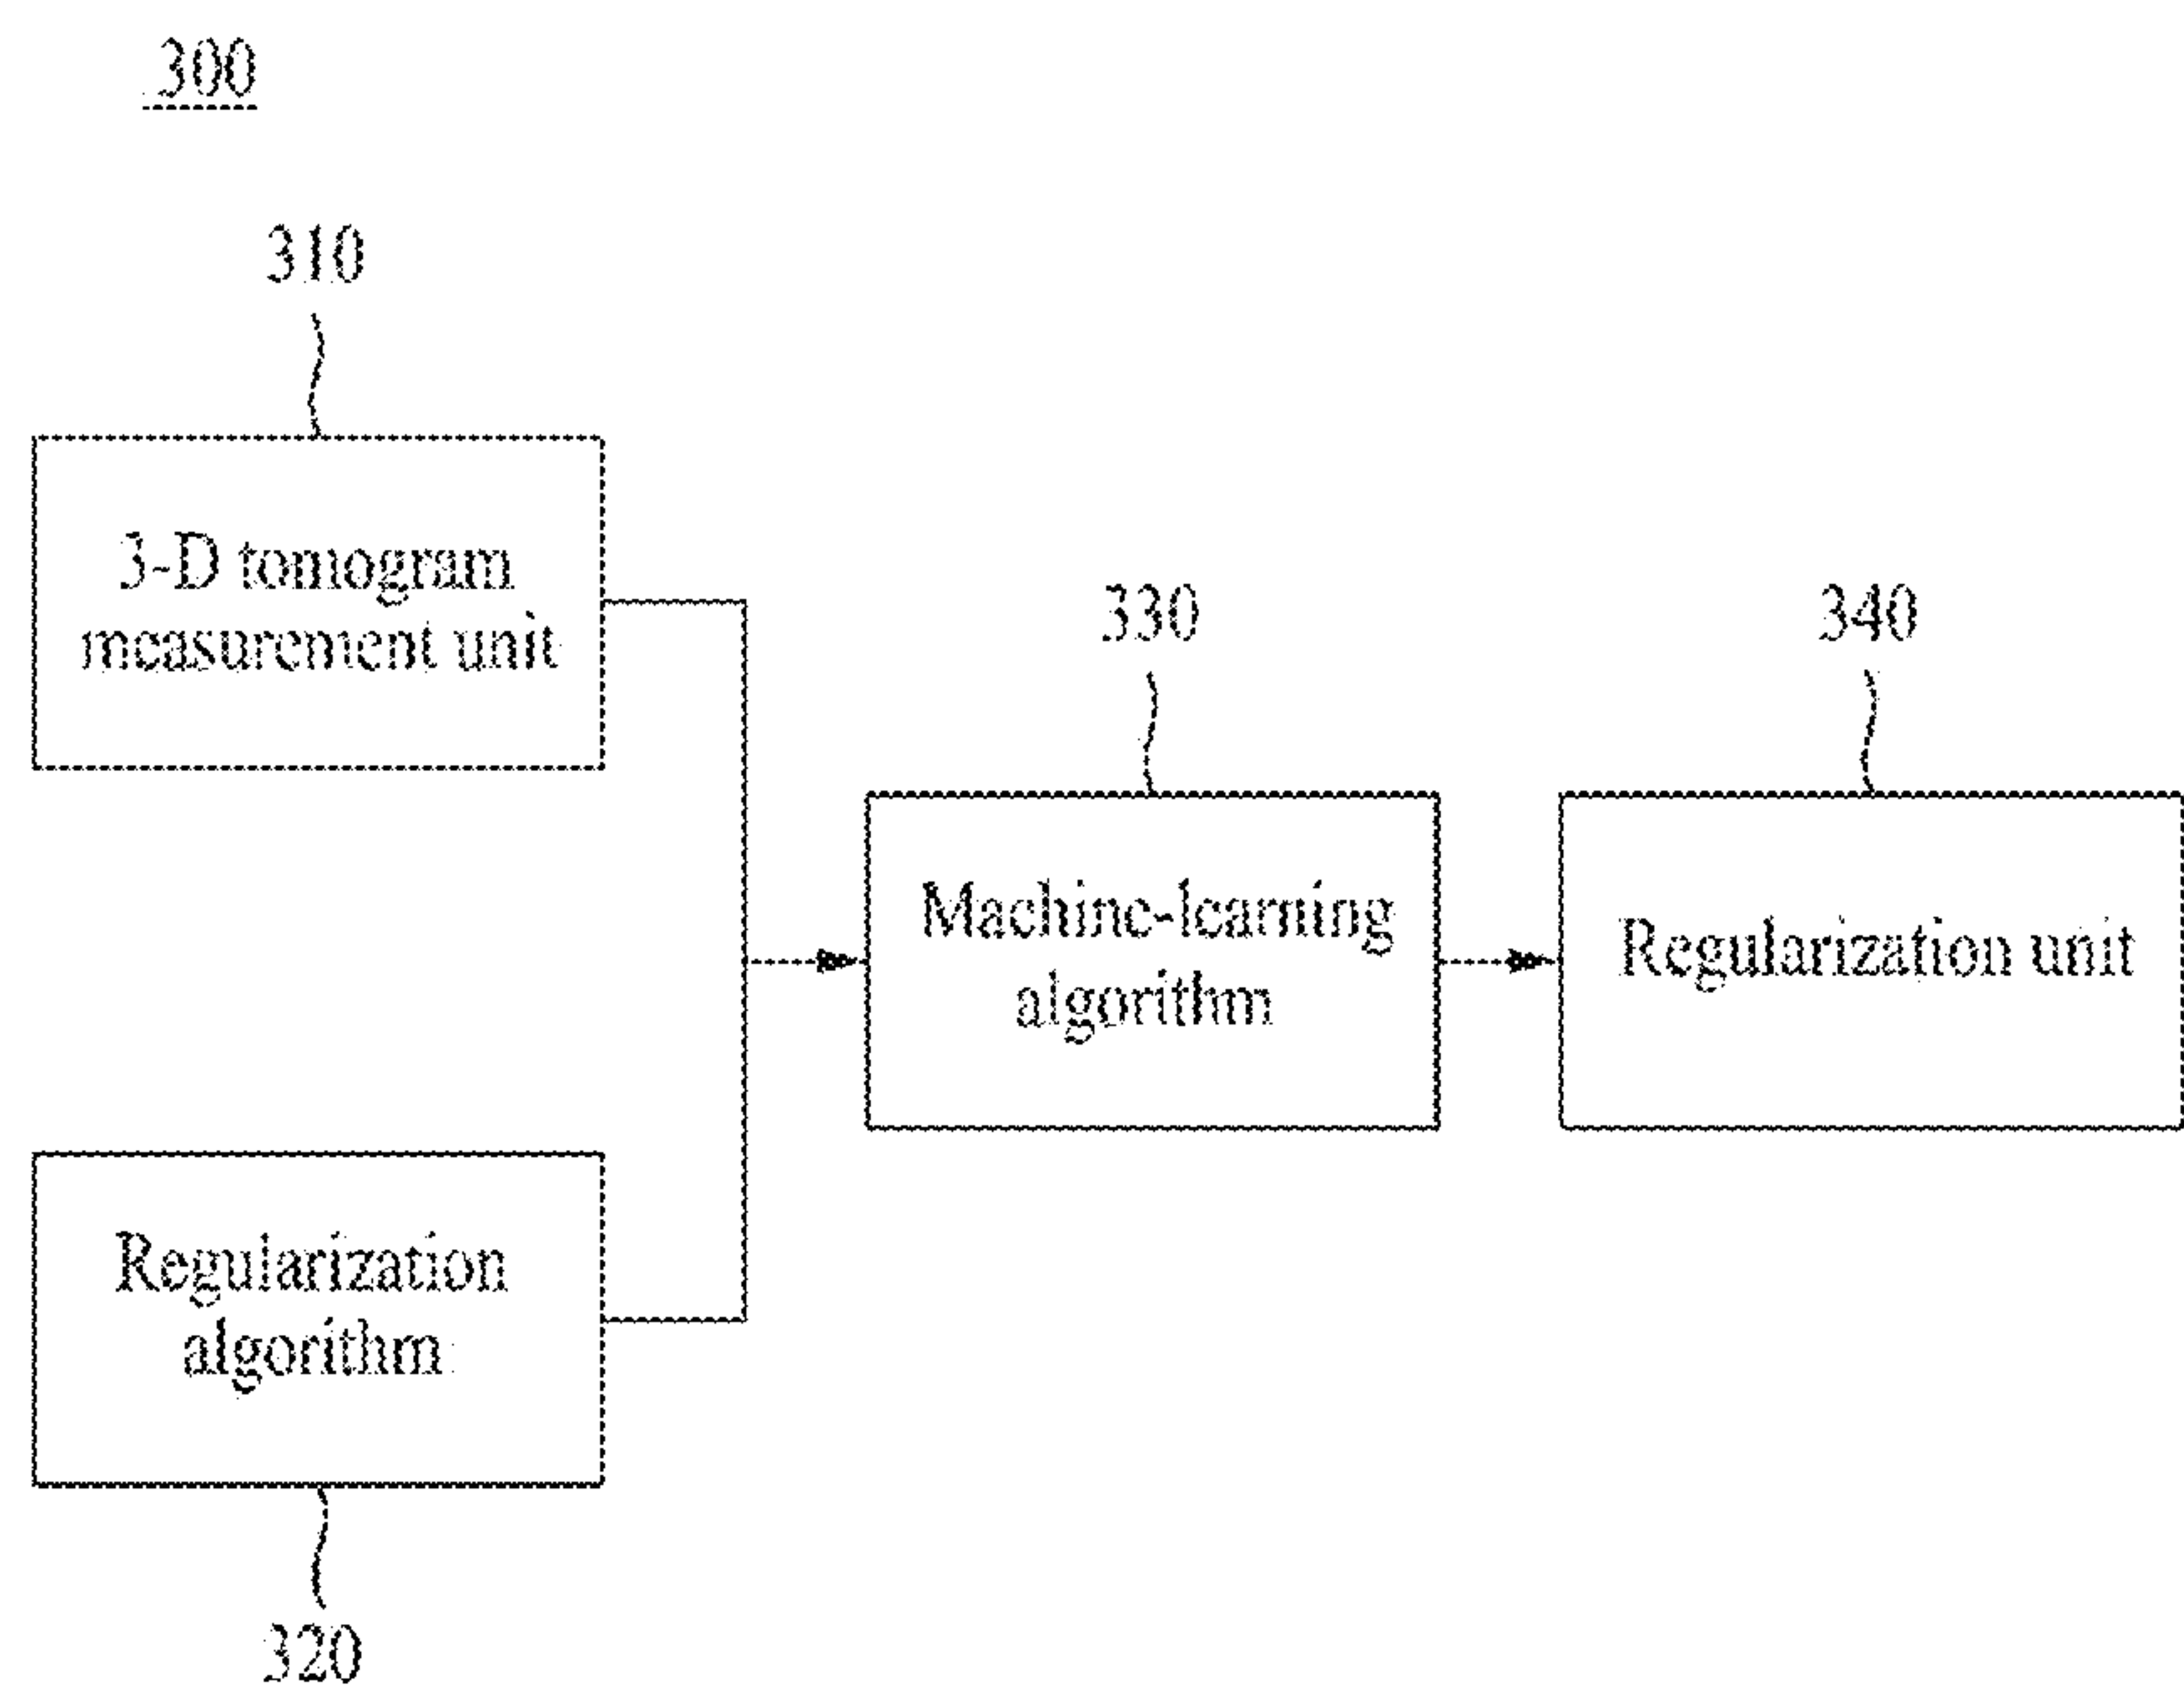 300
310
3-D tomogram
measurement unit
330
340
Machine-learning
algorithm
Regularization unit
Regularization
algorithm
320